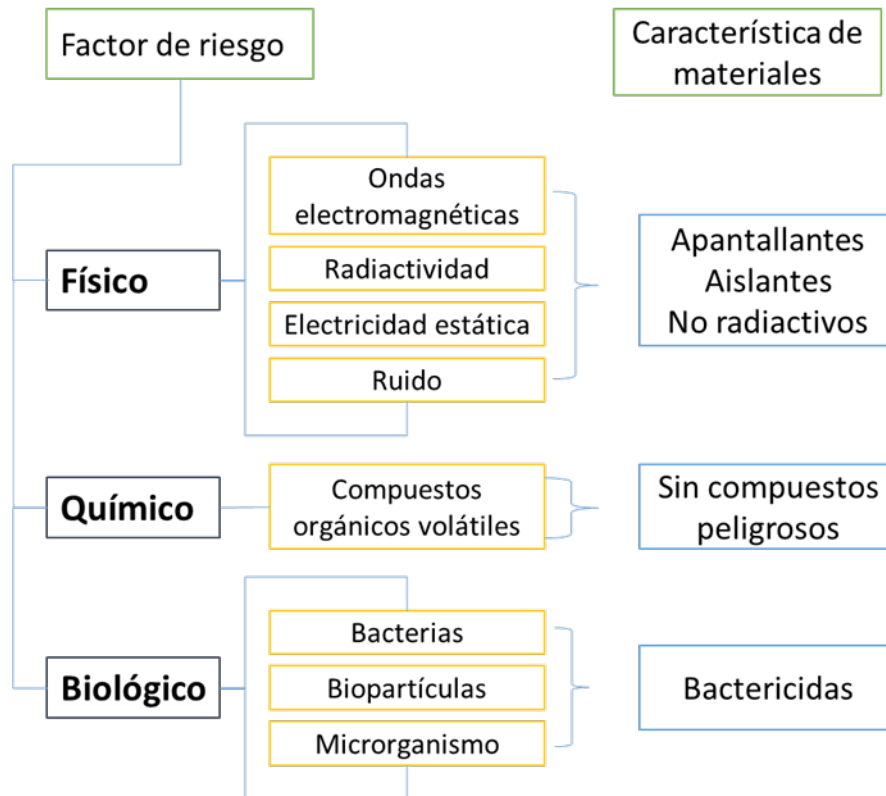 Factor de riesgo
Característica de
materiales
Físico
Ondas
electromagnéticas
Radiactividad
Electricidad estática
Ruido
Apantallantes
Aislantes
No radiactivos
Químico
Compuestos
orgánicos volátiles
Sin compuestos
peligrosos
Biológico
Bacterias
Biopartículas
Microrganismo
Bactericidas